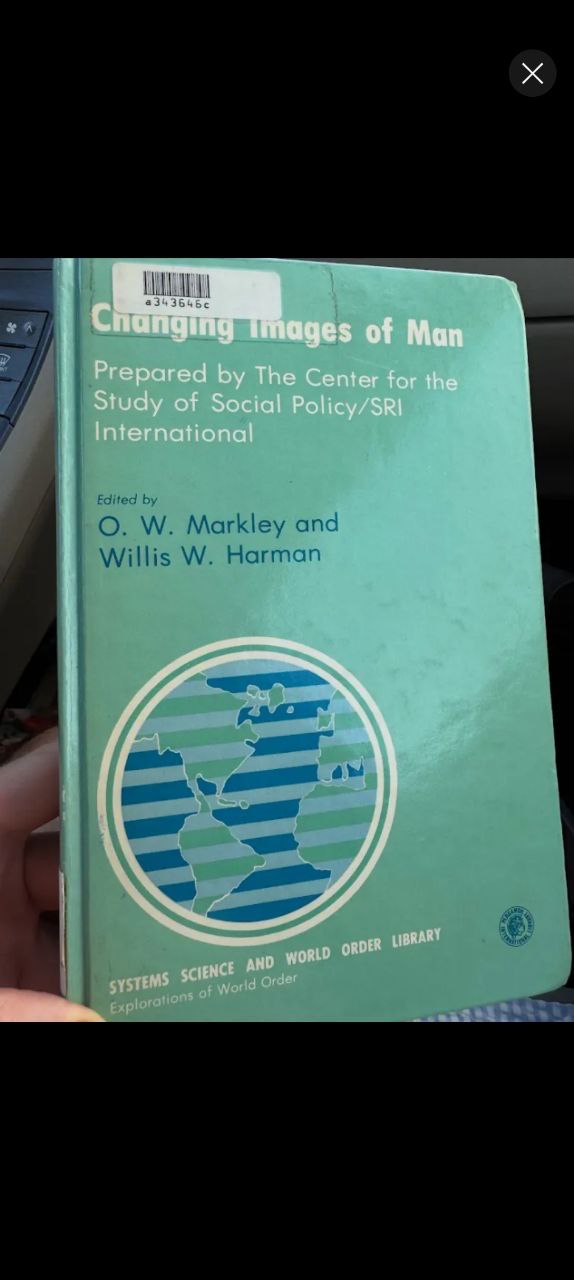 a343646c
Changing Images of Man
Prepared by The Center for the
Study of Social Policy/SRI
International
Edited by
O. W. Markley and
Willis W. Harman
SYSTEMS SCIENCE AND WORLD ORDER LIBRARY
Explorations of World Order